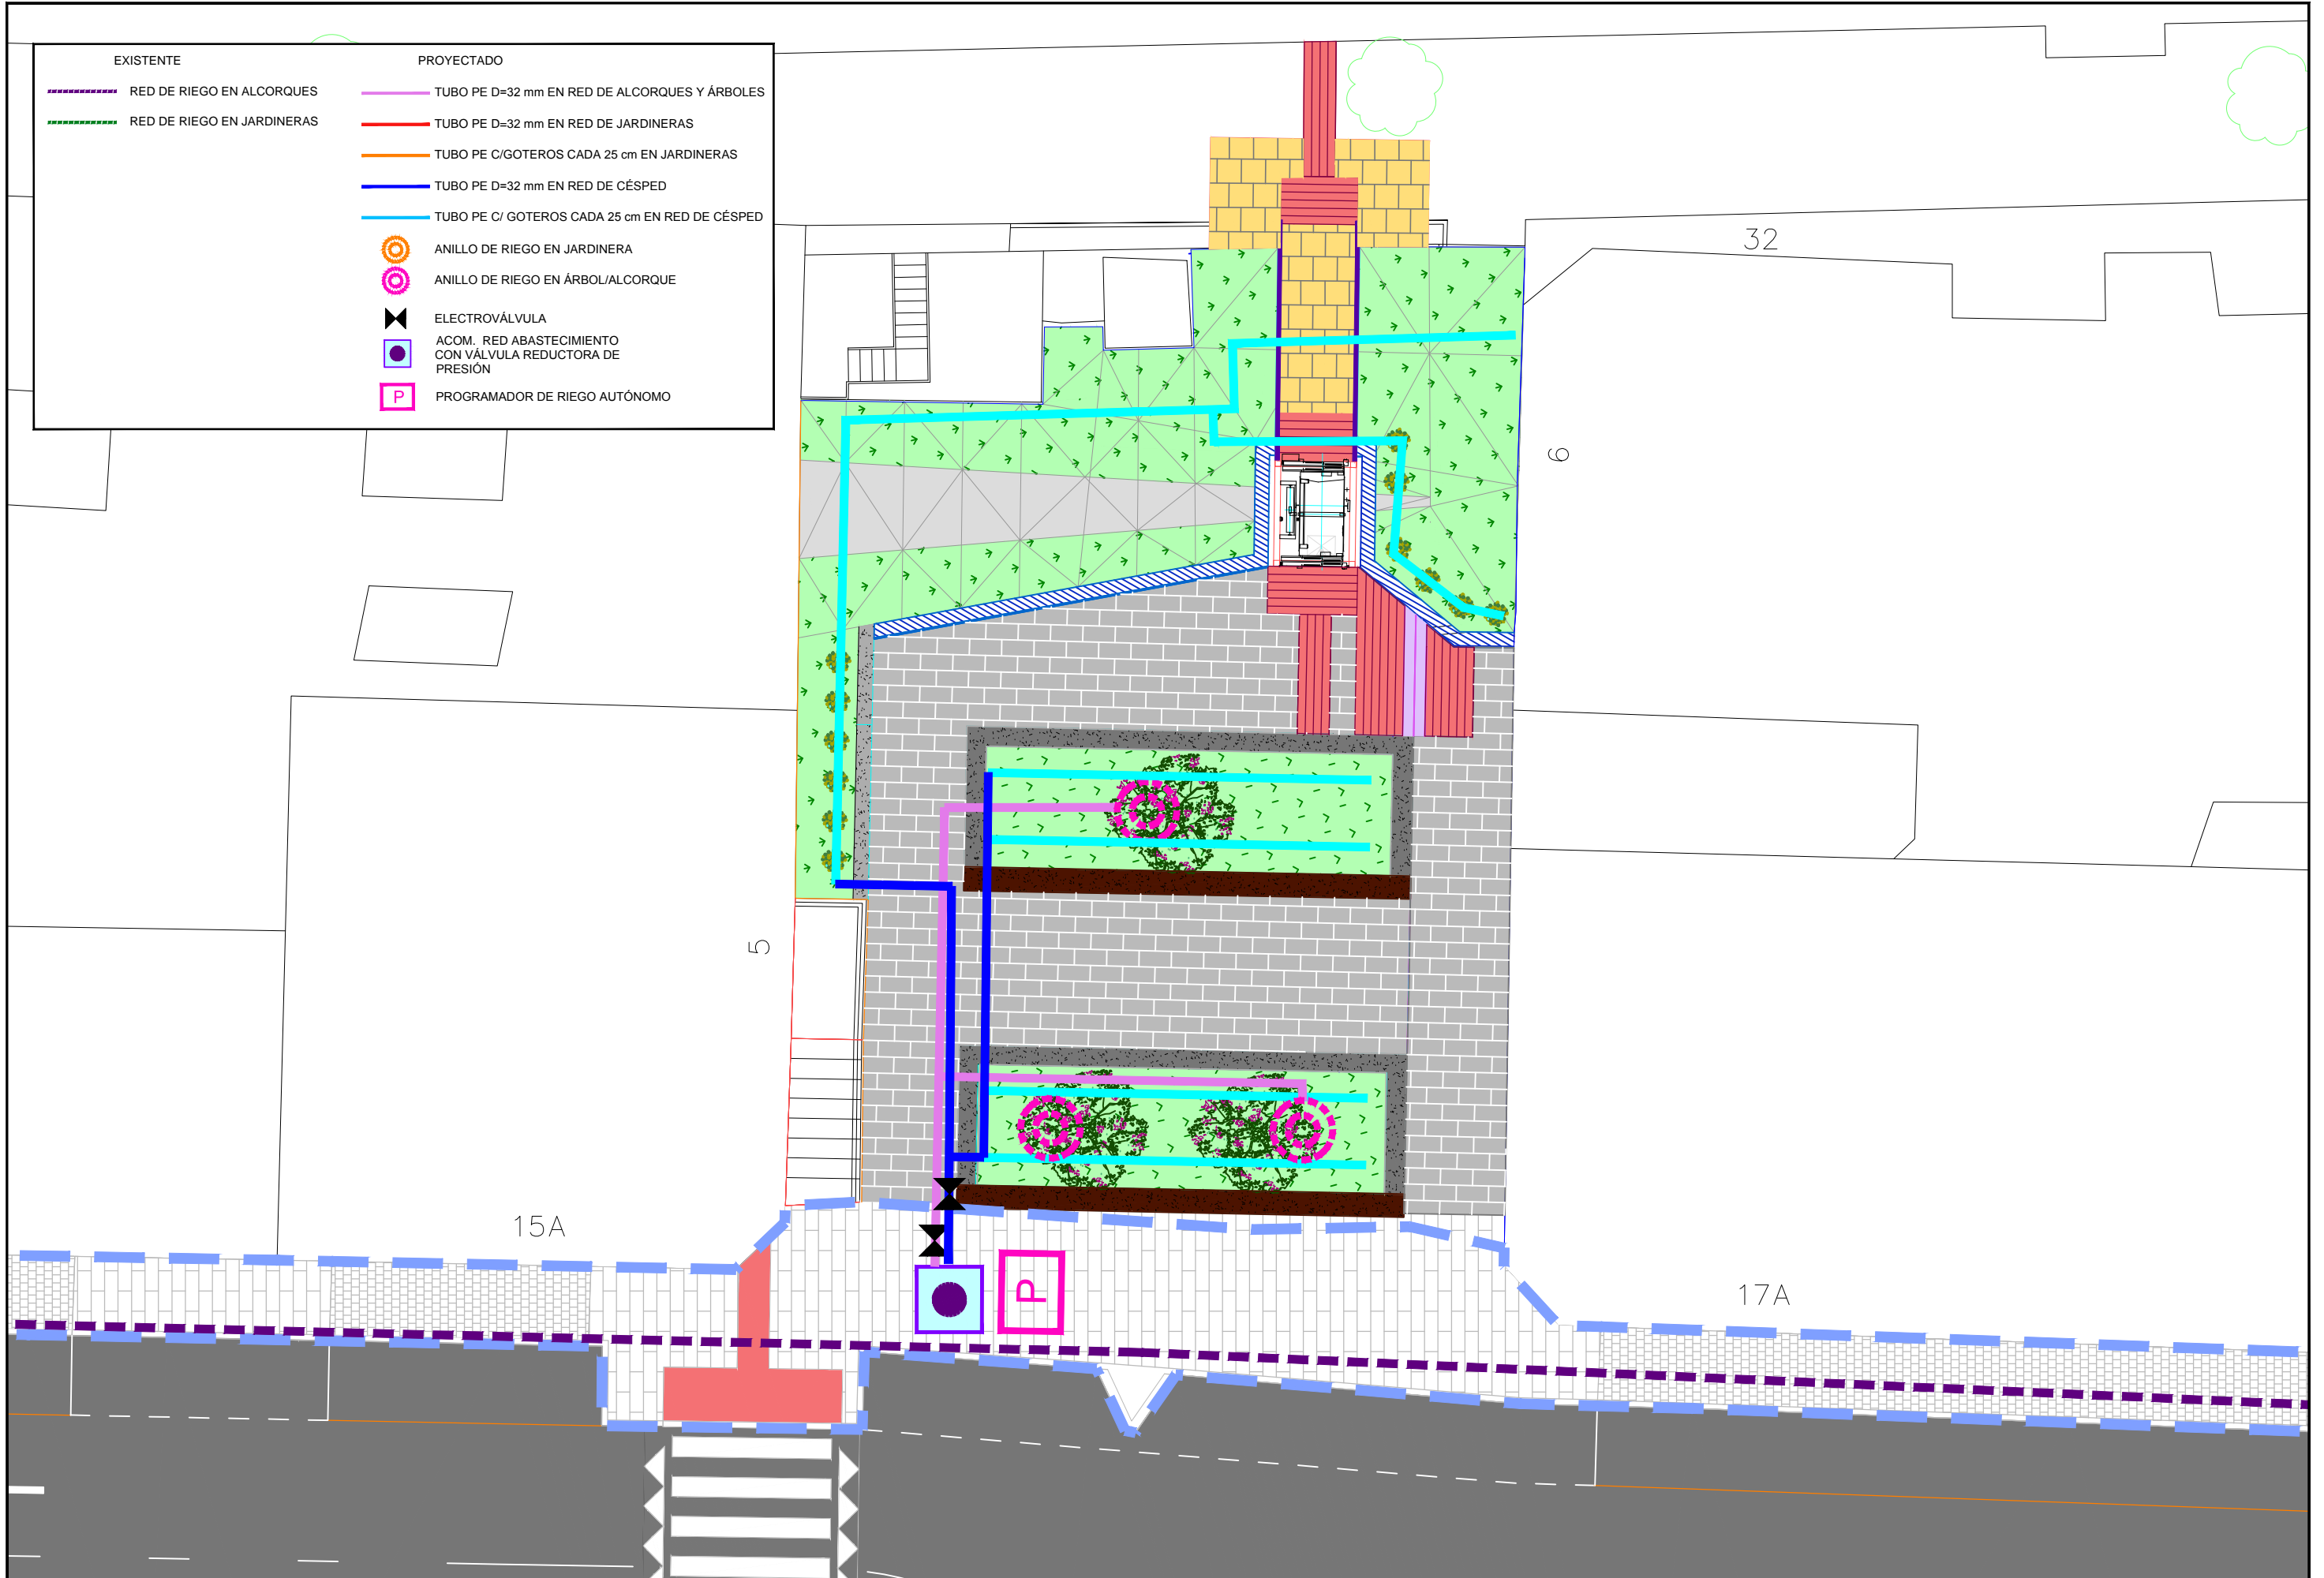 EXISTENTE
RED DE RIEGO EN ALCORQUES
RED DE RIEGO EN JARDINERAS
PROYECTADO
TUBO PE D=32 mm EN RED DE ALCORQUES Y ÁRBOLES
TUBO PE D=32 mm EN RED DE JARDINERAS
TUBO PE C/GOTEROS CADA 25 cm EN JARDINERAS
TUBO PE D=32 mm EN RED DE CÉSPED
TUBO PE C/ GOTEROS CADA 25 cm EN RED DE CÉSPED
ANILLO DE RIEGO EN JARDINERA
ANILLO DE RIEGO EN ÁRBOL/ALCORQUE
ELECTROVÁLVULA
ACOM. RED ABASTECIMIENTO
CON VÁLVULA REDUCTORA DE
PRESIÓN
P
PROGRAMADOR DE RIEGO AUTÓNOMO
32
6
5
15A
P
17A